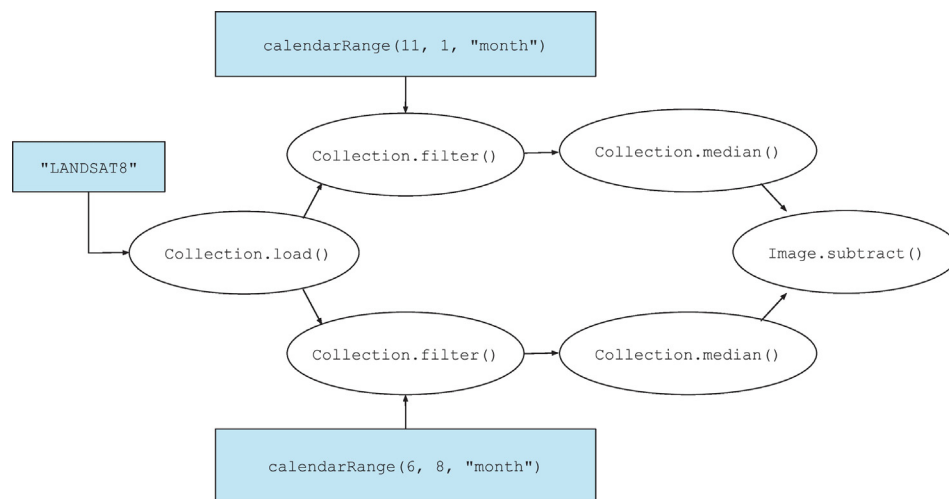 calendarRange(11, 1, "month")
Collection.filter()
Collection.median()
"LANDSAT8"
Collection.load()
Image.subtract()
Collection.filter()
Collection.median()
calendarRange(6, 8, "month")